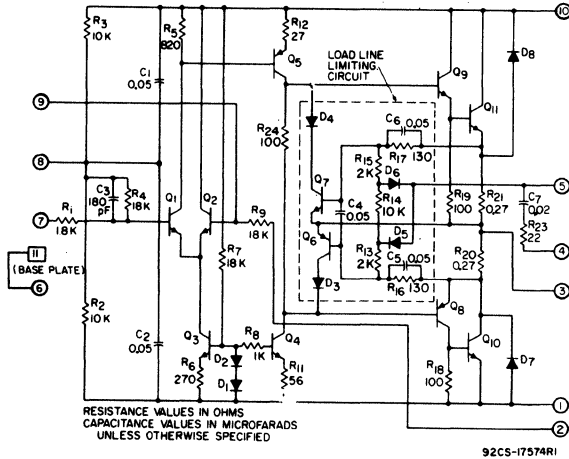 R3
10K
R5
820
R12
27
10
Q5
LOAD LINE
LIMITING
CIRCUIT
D8
C1
0.05
Q9
Q11
9
D4
C6
0.05
R24
100
R15
2K
R17
130
8
D6
5
C3
180
pF
R4
18K
Q1
Q2
Q7
R14
10K
R19
100
R21
0.27
C7
0.02
7
Ri
18K
R9
18K
C4
0.05
R23
22
4
Q6
D5
R7
18K
C5
0.05
R20
0.27
11
(BASE PLATE)
6
R13
2K
R16
130
3
D3
Q8
R2
10K
Q3
R8
1K
Q4
Q10
C2
0.05
D2
D7
R6
270
D1
R11
56
R18
100
1
RESISTANCE VALUES IN OHMS
CAPACITANCE VALUES IN MICROFARADS
UNLESS OTHERWISE SPECIFIED
2
92CS-17574RI